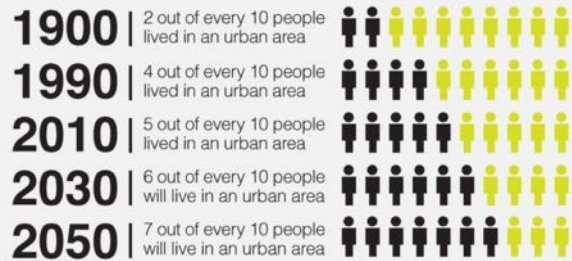 1900 | 2 out of every 10 people
lived in an urban area
1990 | 4 out of every 10 people
lived in an urban area
2010 | 5 out of every 10 people
lived in an urban area
2030 | 6 out of every 10 people
will live in an urban area
2050 | 7 out of every 10 people
will live in an urban area